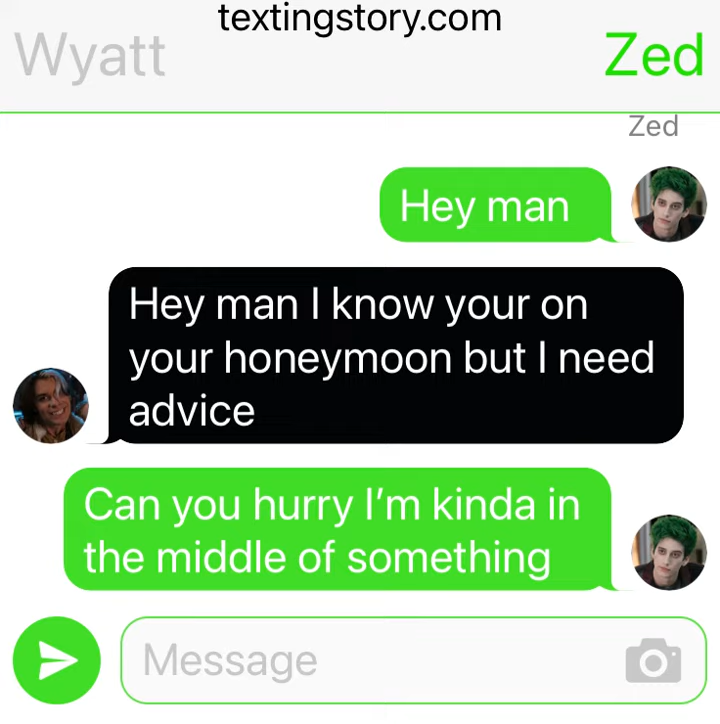 textingstory.com
Wyatt
Zed
Zed
Hey man
Hey man I know your on
your honeymoon but I need
advice
Can you hurry I’m kinda in
the middle of something
Message